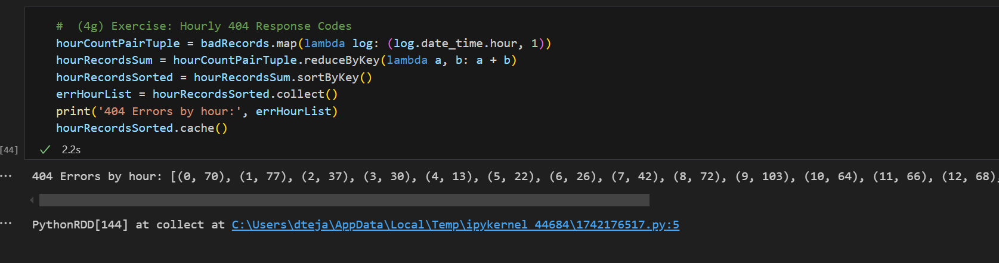 #  (4g) Exercise: Hourly 404 Response Codes
hourCountPairTuple = badRecords.map(lambda log: (log.date_time.hour, 1))
hourRecordsSum = hourCountPairTuple.reduceByKey(lambda a, b: a + b)
hourRecordsSorted = hourRecordsSum.sortByKey()
errHourList = hourRecordsSorted.collect()
print('404 Errors by hour:', errHourList)
hourRecordsSorted.cache()
[44] ✓ 2.2s
... 404 Errors by hour: [(0, 70), (1, 77), (2, 37), (3, 30), (4, 13), (5, 22), (6, 26), (7, 42), (8, 72), (9, 103), (10, 64), (11, 66), (12, 68),
... PythonRDD[144] at collect at C:\Users\dteja\AppData\Local\Temp\ipykernel_44684\1742176517.py:5